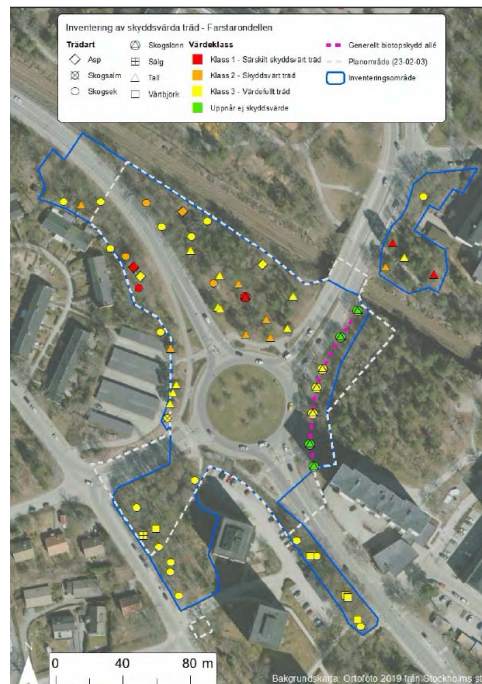 Inventering av skyddsvärda träd - Farstarondellen
Trädart
Asp
Skogsalm
Skogsek
Skogslönn
Sälg
Tall
Vårtbjörk
Värdeklass
Klass 1 - Särskilt skyddsvärt träd
Klass 2 - Skyddsvärt träd
Klass 3 - Värdefullt träd
Uppnår ej skyddsvärde
Generellt biotopskydd allé
Planområde (23-02-03)
Inventeringsområde
0 40 80 m
Bakgrundskarta: Ortofoto 2019 från Stockholms st